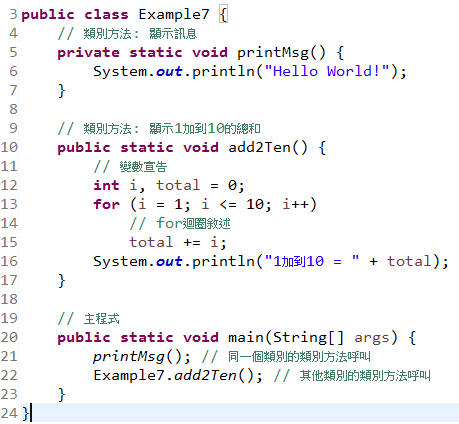 3 public class Example7 {
4     // 類別方法: 顯示訊息
5     private static void printMsg() {
6         System.out.println("Hello World!");
7     }
8
9     // 類別方法: 顯示1加到10的總和
10     public static void add2Ten() {
11         // 變數宣告
12         int i, total = 0;
13         for (i = 1; i <= 10; i++)
14             // for迴圈敘述
15             total += i;
16         System.out.println("1加到10 = " + total);
17     }
18
19     // 主程式
20     public static void main(String[] args) {
21         printMsg(); // 同一個類別的類別方法呼叫
22         Example7.add2Ten(); // 其他類別的類別方法呼叫
23     }
24 }